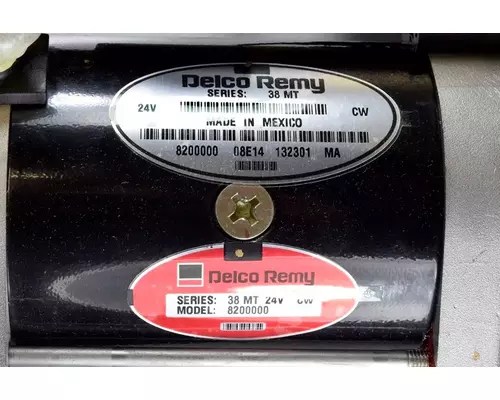 Delco Remy
SERIES: 38 MT
24V CW
MADE IN MEXICO
8200000 08E14 132301 MA
Delco Remy
SERIES: 38 MT 24V CW
MODEL: 8200000